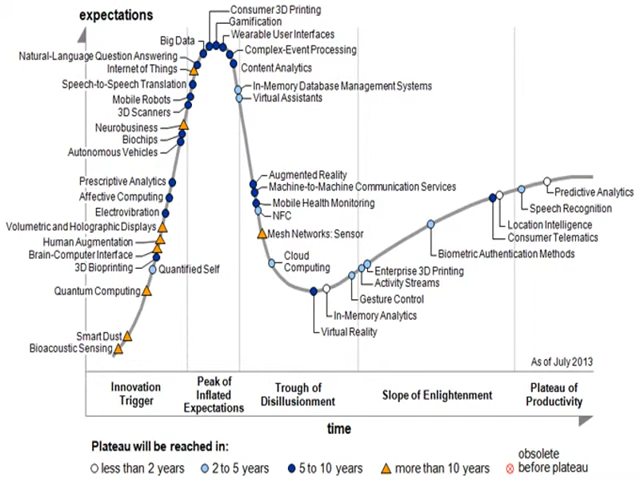 expectations
Consumer 3D Printing
Gamification
Wearable User Interfaces
Big Data
Complex-Event Processing
Natural-Language Question Answering
Content Analytics
Internet of Things
Speech-to-Speech Translation
In-Memory Database Management Systems
Mobile Robots
Virtual Assistants
3D Scanners
Neurobusiness
Biochips
Autonomous Vehicles
Augmented Reality
Prescriptive Analytics
Machine-to-Machine Communication Services
Affective Computing
Mobile Health Monitoring
Electrovibration
NFC
Volumetric and Holographic Displays
Mesh Networks: Sensor
Human Augmentation
Brain-Computer Interface
3D Bioprinting
Quantified Self
Cloud
Computing
Quantum Computing
Smart Dust
Bioacoustic Sensing
Predictive Analytics
Speech Recognition
Location Intelligence
Consumer Telematics
Biometric Authentication Methods
Enterprise 3D Printing
Activity Streams
Gesture Control
In-Memory Analytics
Virtual Reality
As of July 2013
Innovation
Trigger
Peak of
Inflated
Expectations
Trough of
Disillusionment
Slope of Enlightenment
Plateau of
Productivity
time
Plateau will be reached in:
less than 2 years
2 to 5 years
5 to 10 years
more than 10 years
obsolete
before plateau